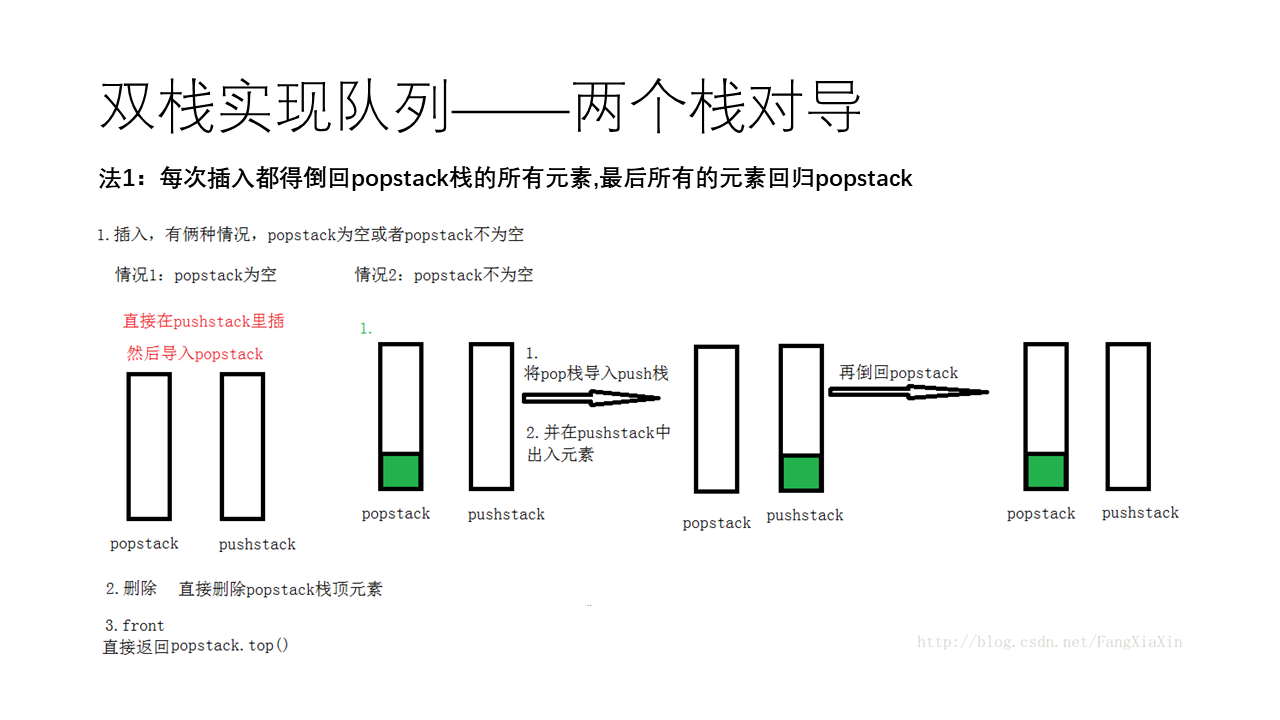 双栈实现队列——两个栈对导
法1：每次插入都得倒回popstack栈的所有元素,最后所有的元素回归popstack
1.插入，有俩种情况，popstack为空或者popstack不为空
情况1：popstack为空
情况2：popstack不为空
直接在pushstack里插
然后导入popstack
popstack
pushstack
1.
popstack
pushstack
1.
将pop栈导入push栈
2.并在pushstack中
出入元素
popstack
pushstack
再倒回popstack
popstack
pushstack
2.删除 直接删除popstack栈顶元素
3.front
直接返回popstack.top()
http://blog.csdn.net/FangXiaXin